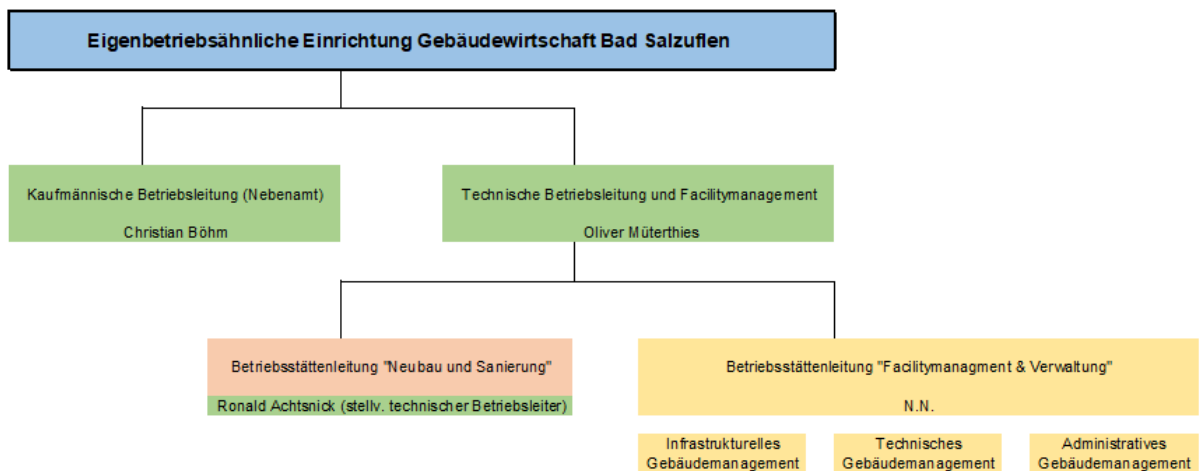 Eigenbetriebsähnliche Einrichtung Gebäudewirtschaft Bad Salzuflen
Kaufmännische Betriebsleitung (Nebenamt)
Christian Böhm
Technische Betriebsleitung und Facilitymanagement
Oliver Müterthies
Betriebsstättenleitung "Neubau und Sanierung"
Ronald Achtsnick (stellv. technischer Betriebsleiter)
Betriebsstättenleitung "Facilitymanagment & Verwaltung"
N.N.
Infrastrukturelles
Gebäudemanagement
Technisches
Gebäudemanagement
Administratives
Gebäudemanagement